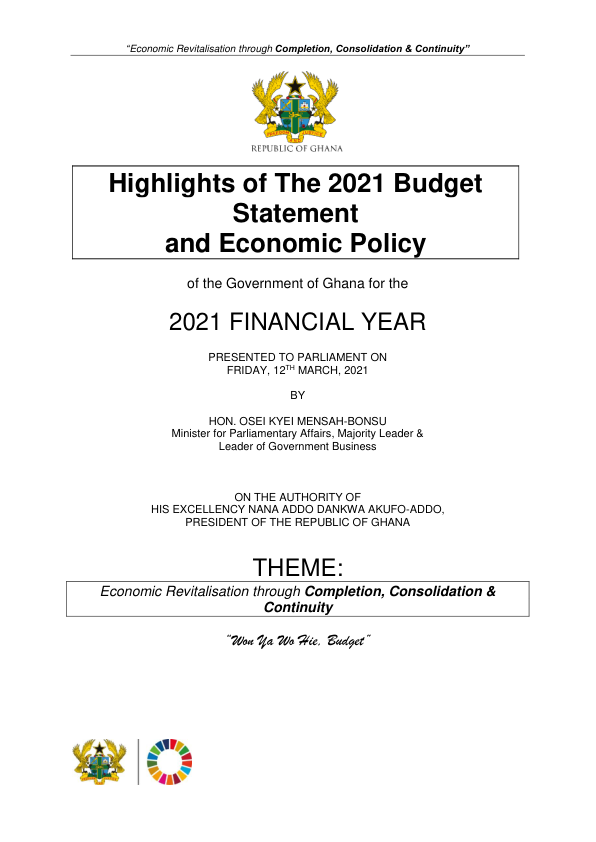 “Economic Revitalisation through Completion, Consolidation & Continuity”
FREEDOM JUSTICE
REPUBLIC OF GHANA
Highlights of The 2021 Budget
Statement
and Economic Policy
of the Government of Ghana for the
2021 FINANCIAL YEAR
PRESENTED TO PARLIAMENT ON
FRIDAY, 12TH MARCH, 2021
BY
HON. OSEI KYEI MENSAH-BONSU
Minister for Parliamentary Affairs, Majority Leader &
Leader of Government Business
ON THE AUTHORITY OF
HIS EXCELLENCY NANA ADDO DANKWA AKUFO-ADDO,
PRESIDENT OF THE REPUBLIC OF GHANA
THEME:
Economic Revitalisation through Completion, Consolidation &
Continuity
“Won Ya Wo Hie, Budget”